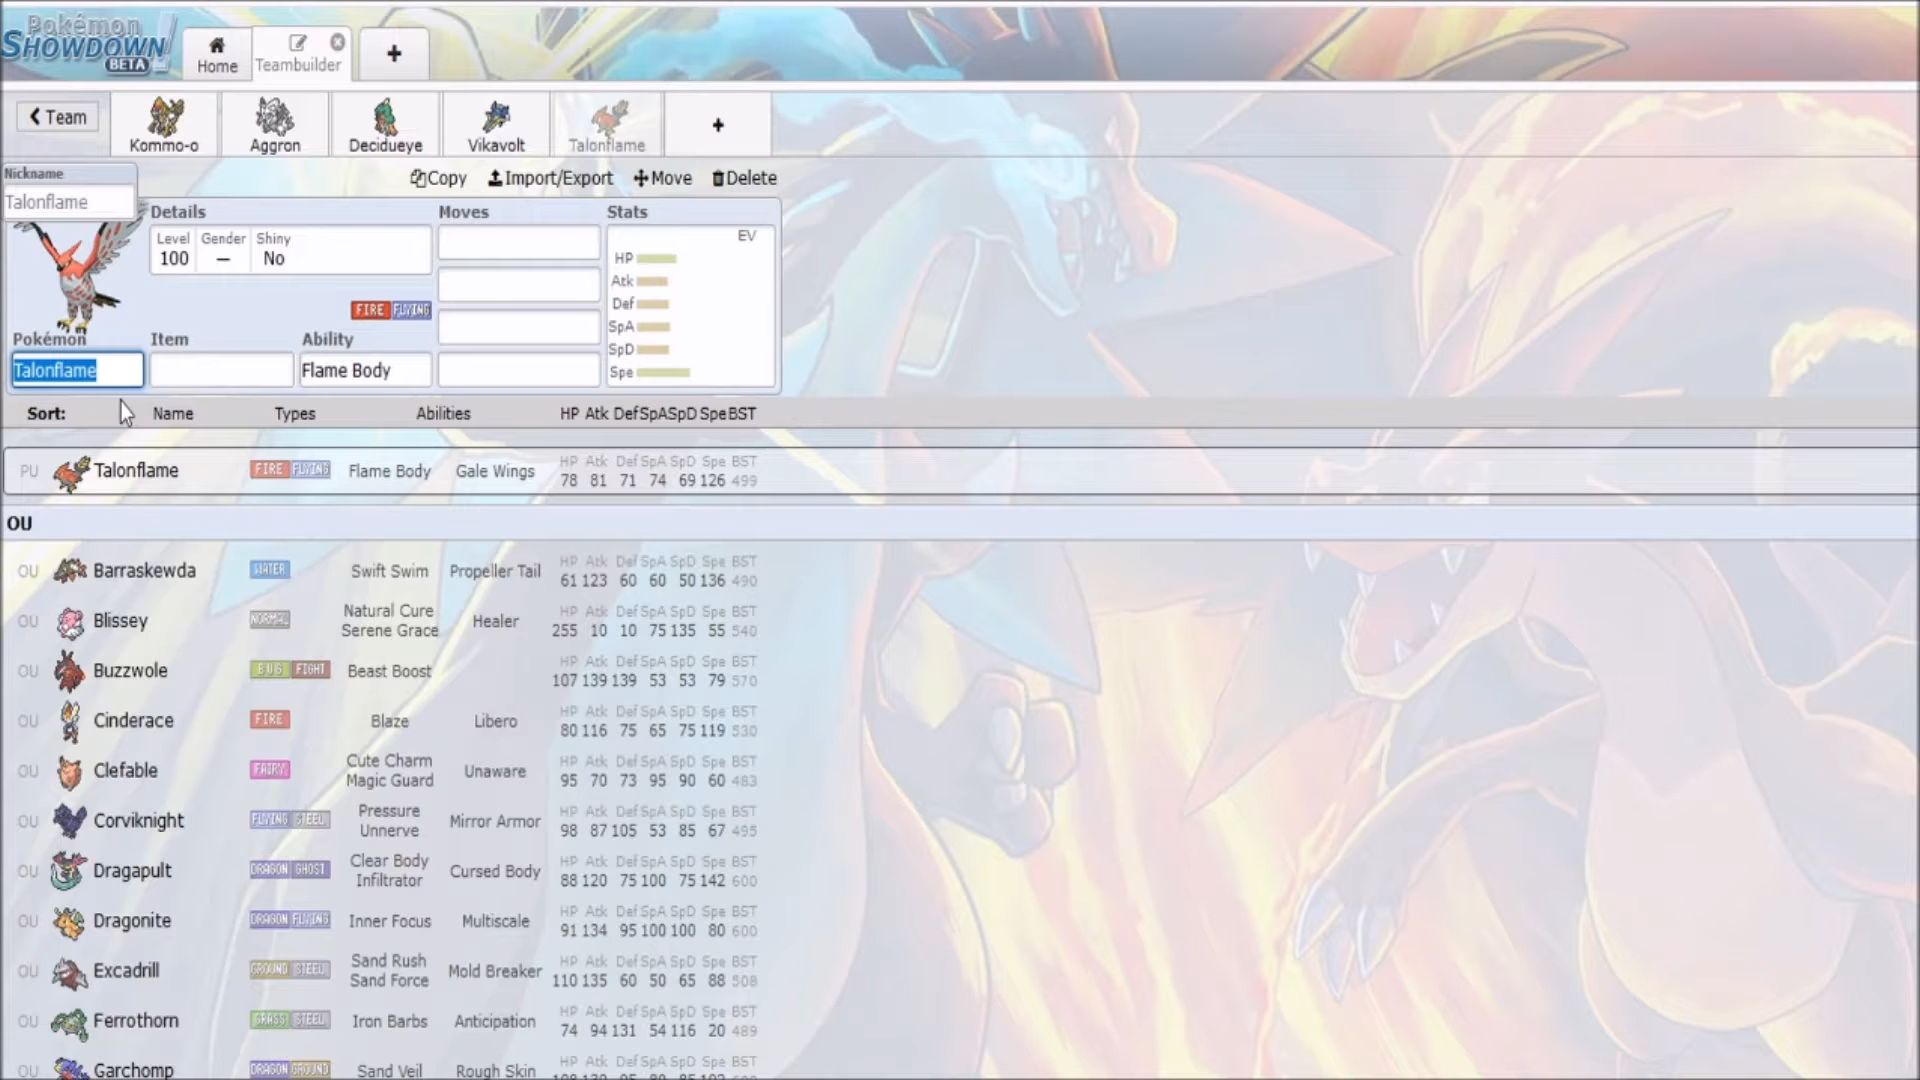 Pokémon
SHOWDOWN!
BETA
Home
Teambuilder
+
Team
Kommo-o
Aggron
Decidueye
Vikavolt
Talonflame
+
Nickname
Talonflame
Copy Import/Export Move Delete
Details Moves Stats
Level Gender Shiny
100 — No
EV
HP
Atk
Def
SpA
SpD
Spe
FIRE FLYING
Pokémon Item Ability
Talonflame Flame Body
Sort: Name Types Abilities HP Atk Def SpA SpD Spe BST
HP Atk Def SpA SpD Spe BST
PU Talonflame FIRE FLYING Flame Body Gale Wings 78 81 71 74 69 126 499
OU
HP Atk Def SpA SpD Spe BST
OU Barraskewda WATER Swift Swim Propeller Tail 61 123 60 60 50 136 490
HP Atk Def SpA SpD Spe BST
OU Blissey NORMAL Natural Cure Serene Grace Healer 255 10 10 75 135 55 540
HP Atk Def SpA SpD Spe BST
OU Buzzwole BUG FIGHT Beast Boost 107 139 139 53 53 79 570
HP Atk Def SpA SpD Spe BST
OU Cinderace FIRE Blaze Libero 80 116 75 65 75 119 530
HP Atk Def SpA SpD Spe BST
OU Clefable FAIRY Cute Charm Magic Guard Unaware 95 70 73 95 90 60 483
HP Atk Def SpA SpD Spe BST
OU Corviknight FLYING STEEL Pressure Unnerve Mirror Armor 98 87 105 53 85 67 495
HP Atk Def SpA SpD Spe BST
OU Dragapult DRAGON GHOST Clear Body Infiltrator Cursed Body 88 120 75 100 75 142 600
HP Atk Def SpA SpD Spe BST
OU Dragonite DRAGON FLYING Inner Focus Multiscale 91 134 95 100 100 80 600
HP Atk Def SpA SpD Spe BST
OU Excadrill GROUND STEEL Sand Rush Sand Force Mold Breaker 110 135 60 50 65 88 508
HP Atk Def SpA SpD Spe BST
OU Ferrothorn GRASS STEEL Iron Barbs Anticipation 74 94 131 54 116 20 489
HP Atk Def SpA SpD Spe BST
OU Garchomp DRAGON GROUND Sand Veil Rough Skin